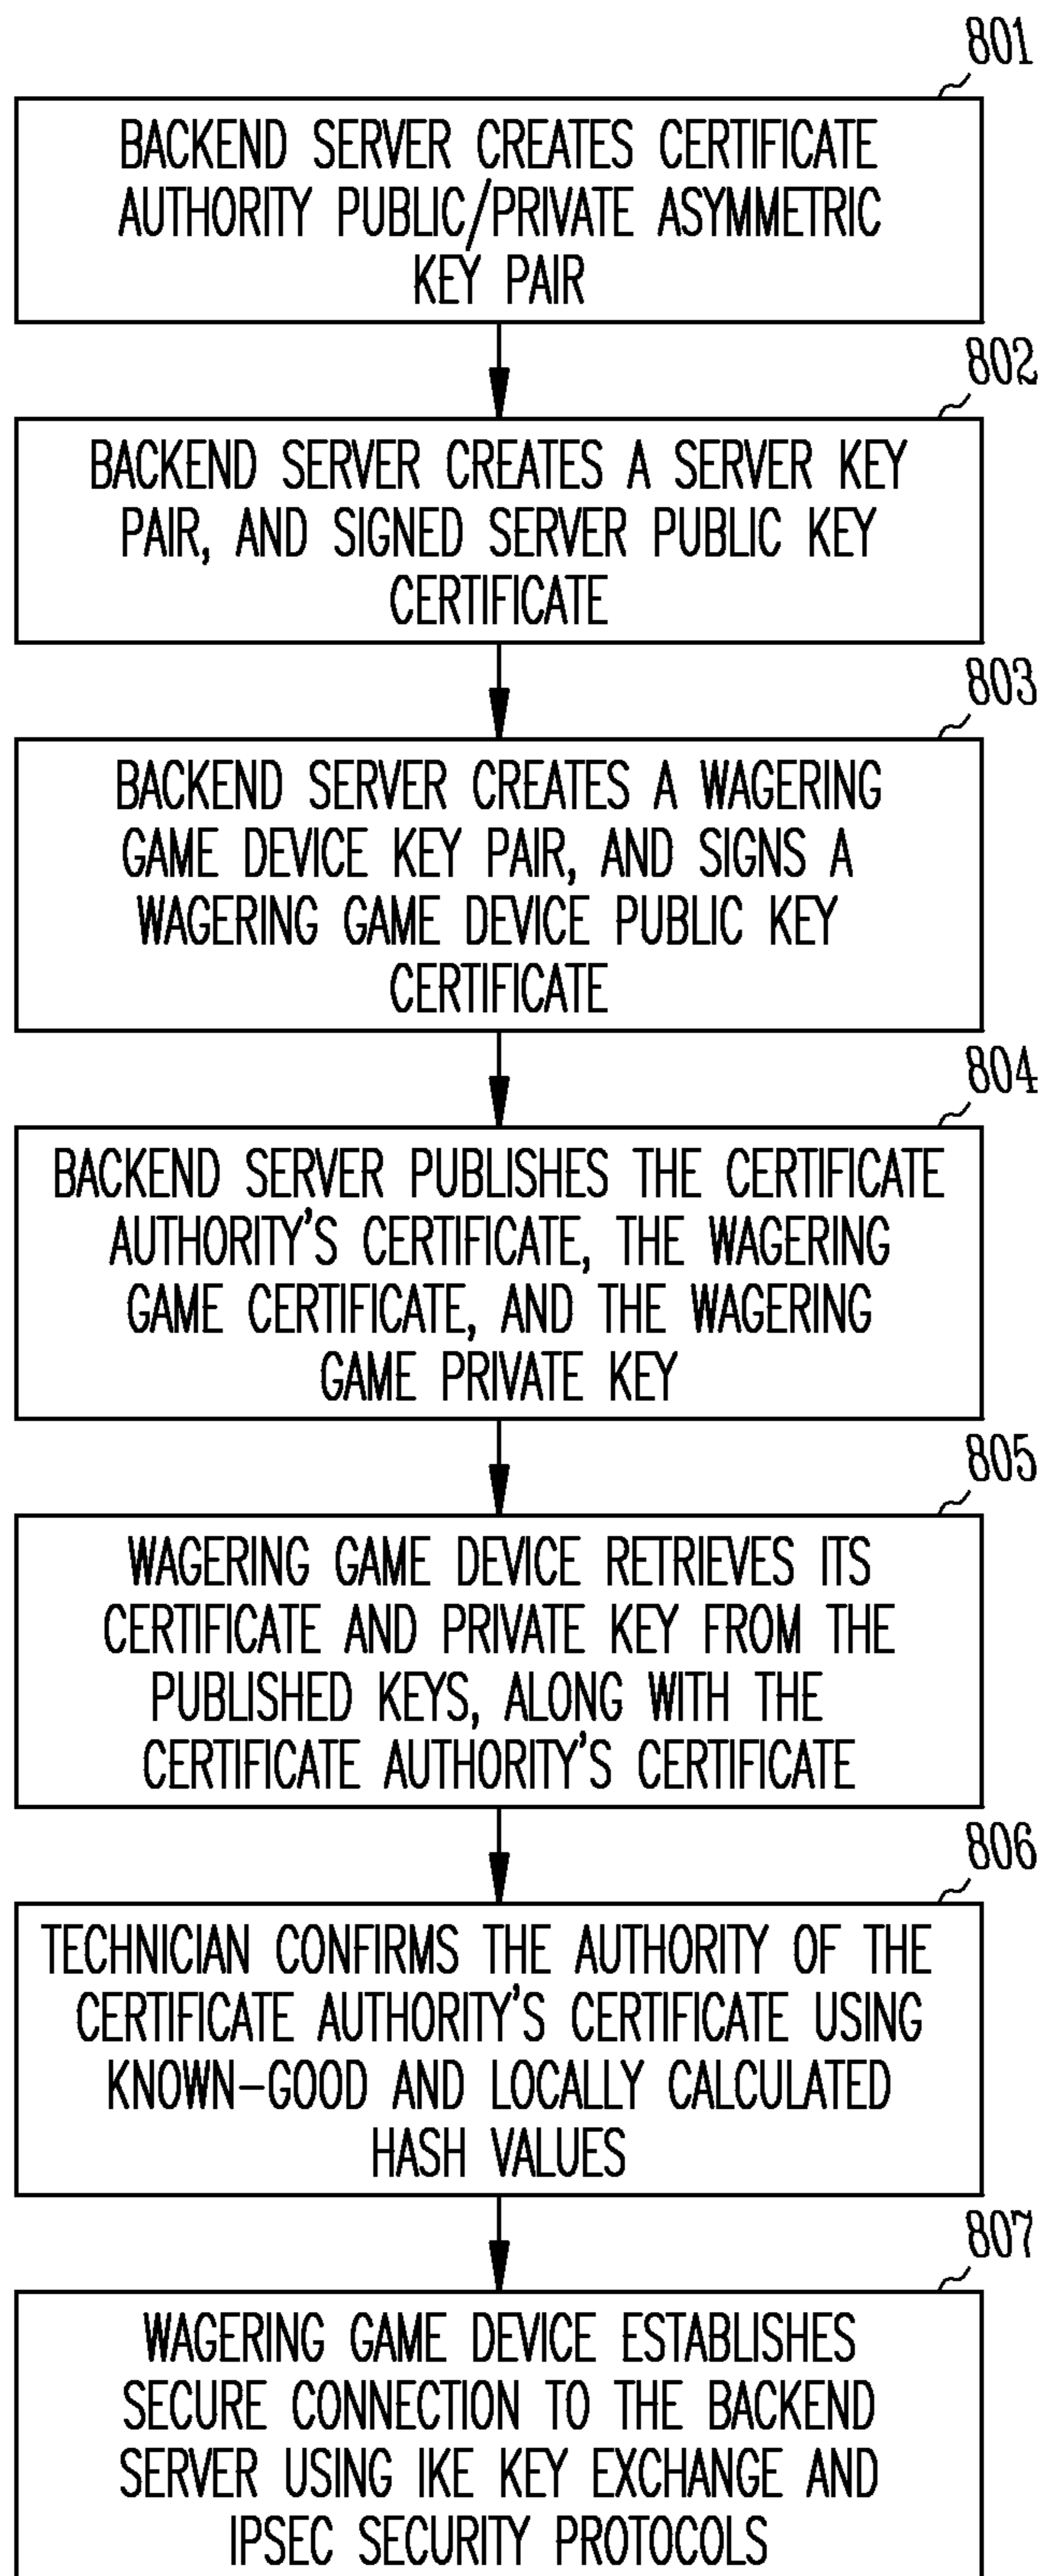 801
BACKEND SERVER CREATES CERTIFICATE
AUTHORITY PUBLIC/PRIVATE ASYMMETRIC
KEY PAIR
802
BACKEND SERVER CREATES A SERVER KEY
PAIR, AND SIGNED SERVER PUBLIC KEY
CERTIFICATE
803
BACKEND SERVER CREATES A WAGERING
GAME DEVICE KEY PAIR, AND SIGNS A
WAGERING GAME DEVICE PUBLIC KEY
CERTIFICATE
804
BACKEND SERVER PUBLISHES THE CERTIFICATE
AUTHORITY'S CERTIFICATE, THE WAGERING
GAME CERTIFICATE, AND THE WAGERING
GAME PRIVATE KEY
805
WAGERING GAME DEVICE RETRIEVES ITS
CERTIFICATE AND PRIVATE KEY FROM THE
PUBLISHED KEYS, ALONG WITH THE
CERTIFICATE AUTHORITY'S CERTIFICATE
806
TECHNICIAN CONFIRMS THE AUTHORITY OF THE
CERTIFICATE AUTHORITY'S CERTIFICATE USING
KNOWN-GOOD AND LOCALLY CALCULATED
HASH VALUES
807
WAGERING GAME DEVICE ESTABLISHES
SECURE CONNECTION TO THE BACKEND
SERVER USING IKE KEY EXCHANGE AND
IPSEC SECURITY PROTOCOLS